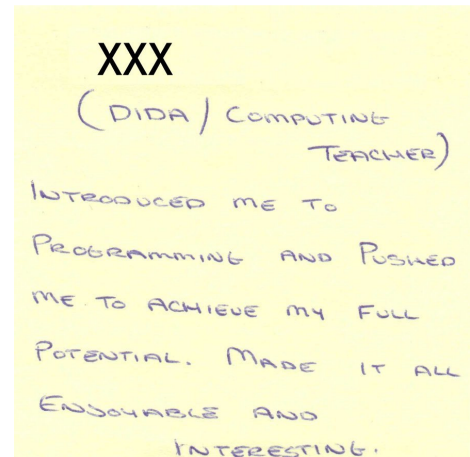 XXX
(DIDA/COMPUTING
TEACHER)
INTRODUCED ME TO
PROGRAMMING AND PUSHED
ME TO ACHIEVE MY FULL
POTENTIAL. MADE IT ALL
ENJOYABLE AND
INTERESTING.